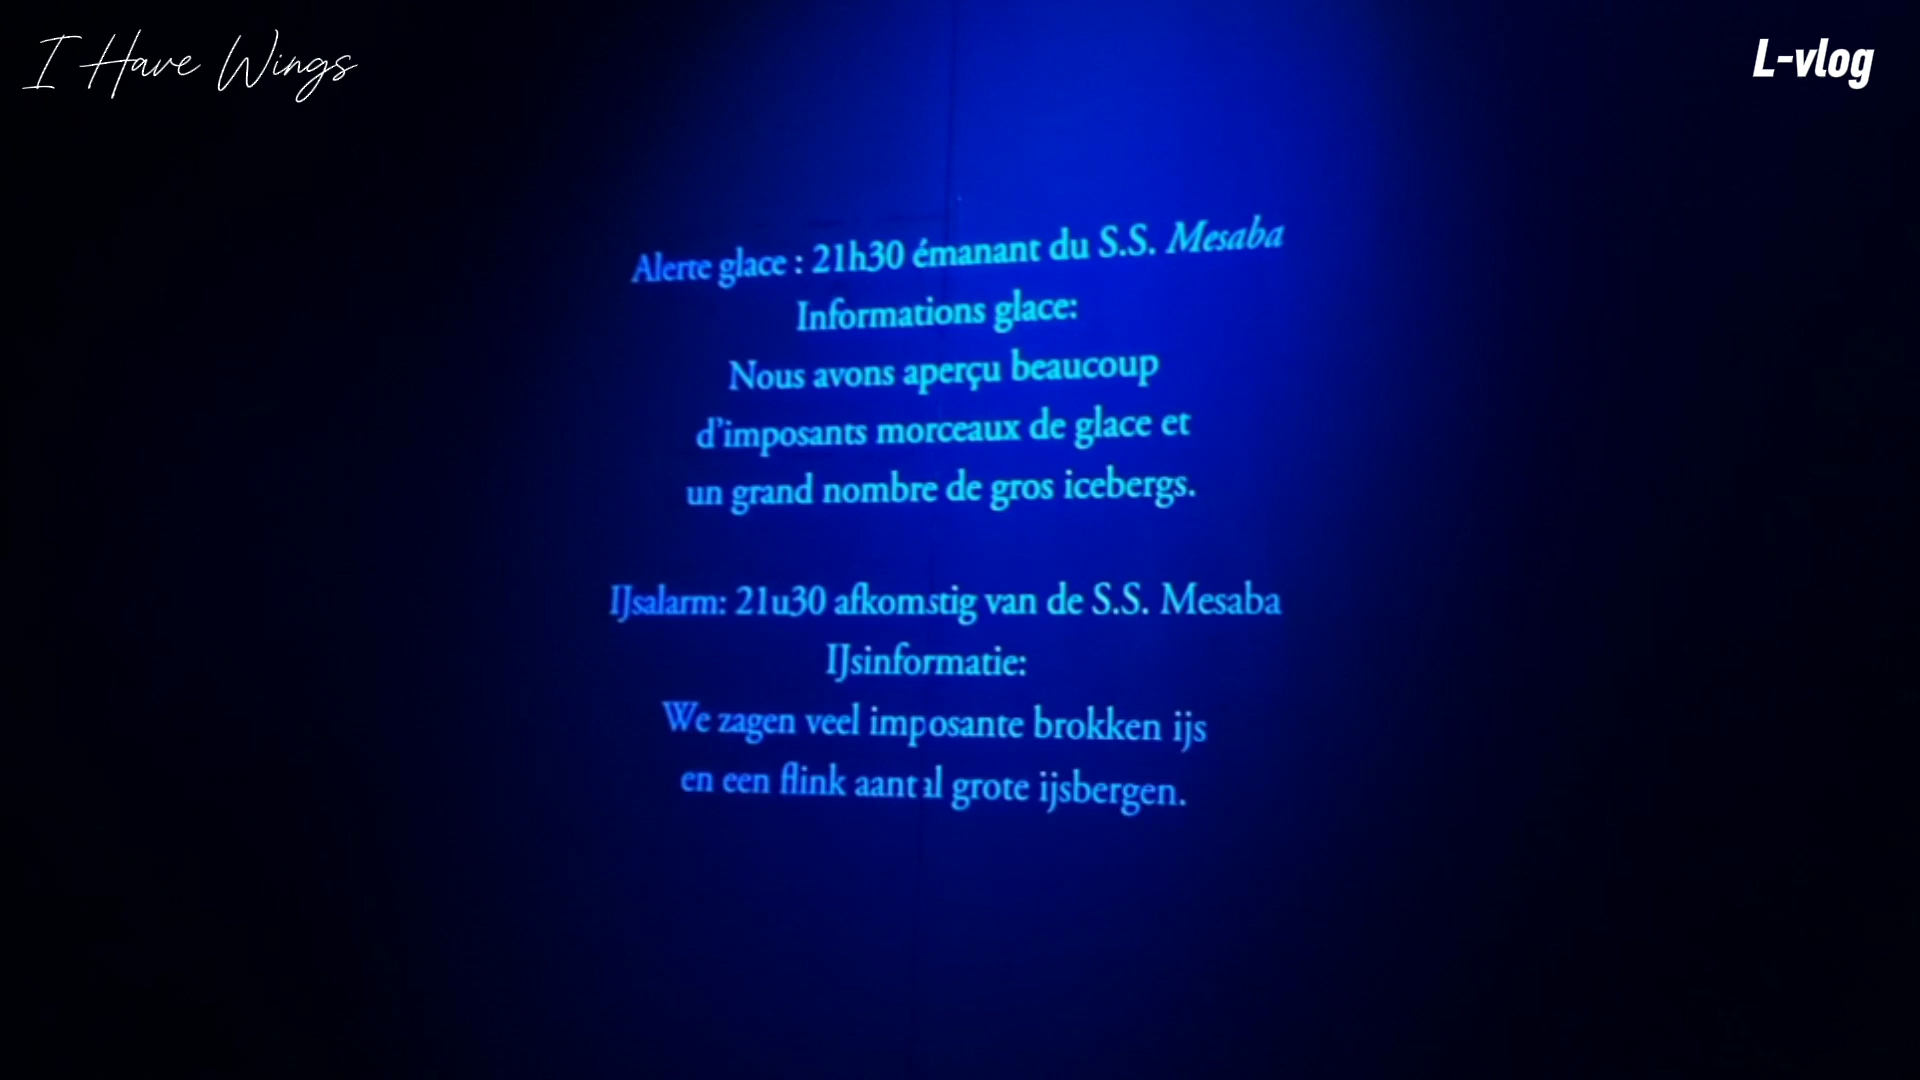 I Have Wings
L-vlog
Alerte glace : 21h30 émanant du S.S. Mesaba
Informations glace:
Nous avons aperçu beaucoup
d'imposants morceaux de glace et
un grand nombre de gros icebergs.
IJsalarm: 21u30 afkomstig van de S.S. Mesaba
IJsinformatie:
We zagen veel imposante brokken ijs
en een flink aantal grote ijsbergen.